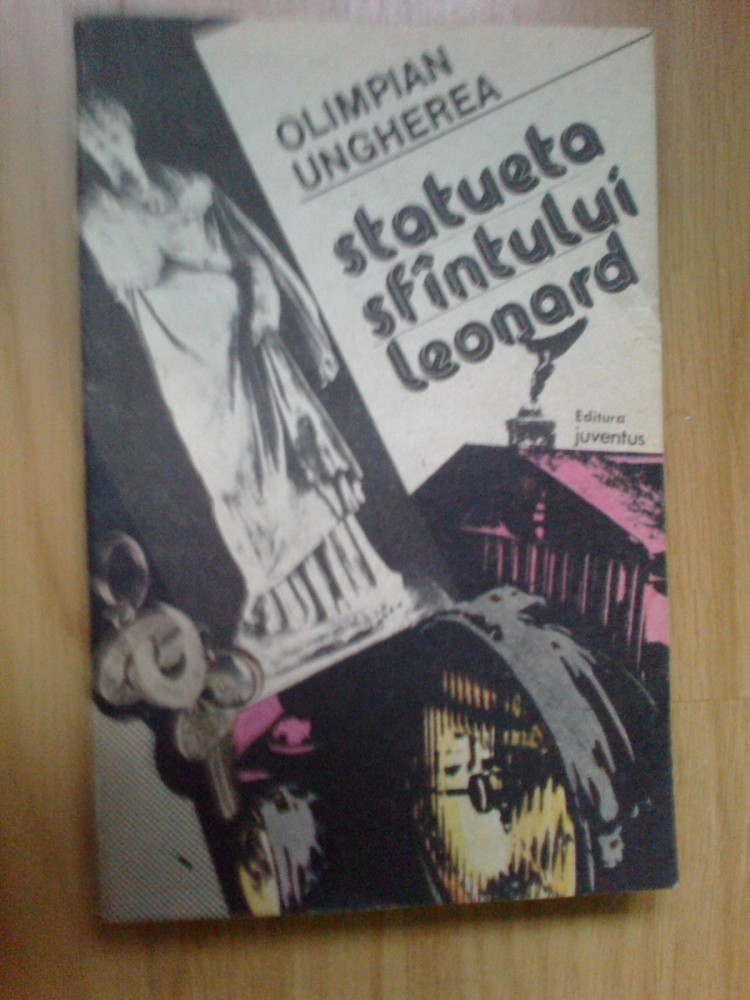 OLIMPIAN
UNGHEREA
statueta
sfîntului
leonard
Editura
juventus